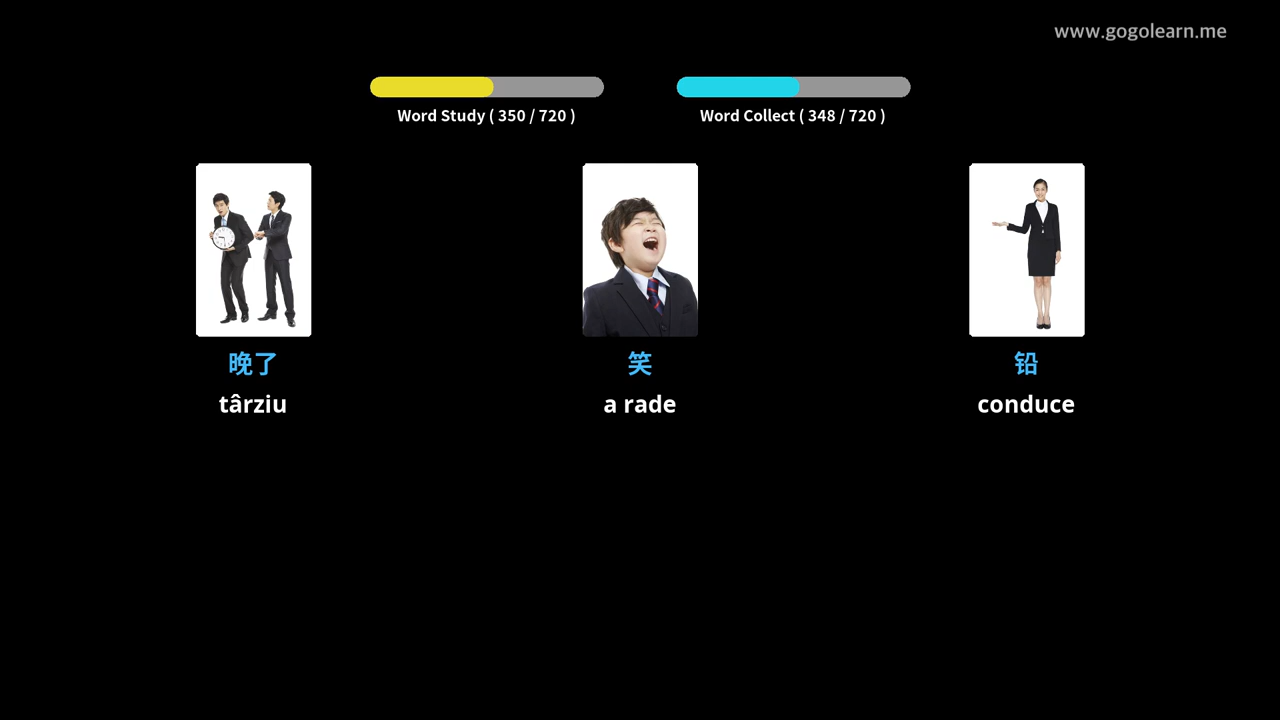 www.gogolearn.me
Word Study ( 350 / 720 )
Word Collect ( 348 / 720 )
晚了
târziu
笑
a rade
铅
conduce